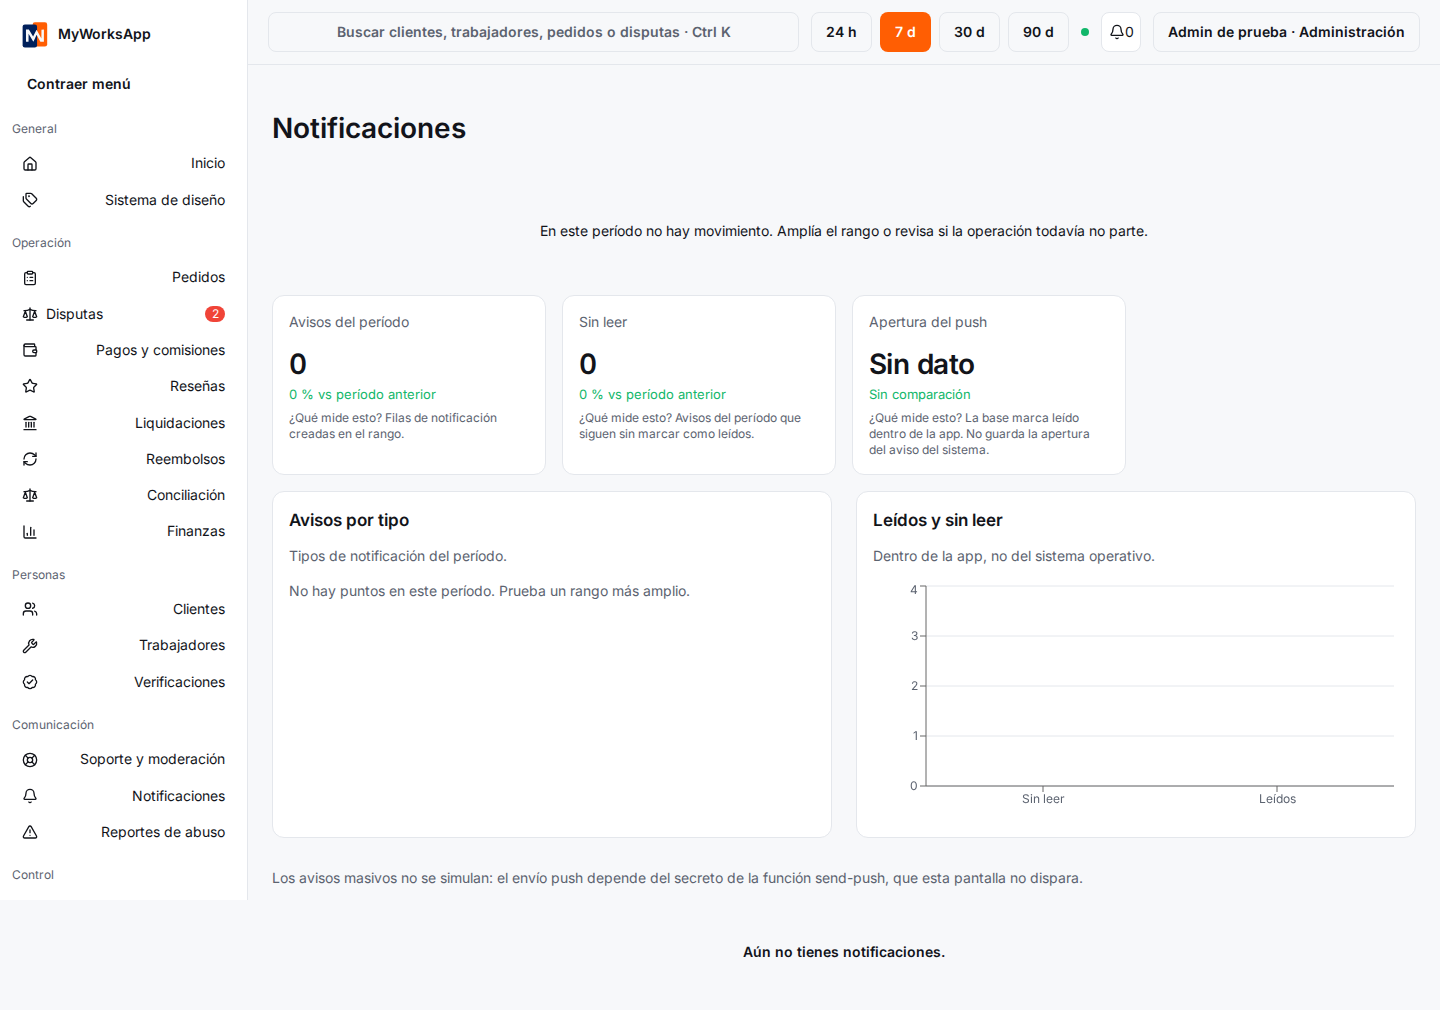 MyWorksApp
Contraer menú
General
Inicio
Sistema de diseño
Operación
Pedidos
Disputas 2
Pagos y comisiones
Reseñas
Liquidaciones
Reembolsos
Conciliación
Finanzas
Personas
Clientes
Trabajadores
Verificaciones
Comunicación
Soporte y moderación
Notificaciones
Reportes de abuso
Control
Buscar clientes, trabajadores, pedidos o disputas · Ctrl K
24 h
7 d
30 d
90 d
0
Admin de prueba · Administración
Notificaciones
En este período no hay movimiento. Amplía el rango o revisa si la operación todavía no parte.
Avisos del período
0
0 % vs período anterior
¿Qué mide esto? Filas de notificación
creadas en el rango.
Sin leer
0
0 % vs período anterior
¿Qué mide esto? Avisos del período que
siguen sin marcar como leídos.
Apertura del push
Sin dato
Sin comparación
¿Qué mide esto? La base marca leído
dentro de la app. No guarda la apertura
del aviso del sistema.
Avisos por tipo
Tipos de notificación del período.
No hay puntos en este período. Prueba un rango más amplio.
Leídos y sin leer
Dentro de la app, no del sistema operativo.
4
3
2
1
0
Sin leer
Leídos
Los avisos masivos no se simulan: el envío push depende del secreto de la función send-push, que esta pantalla no dispara.
Aún no tienes notificaciones.